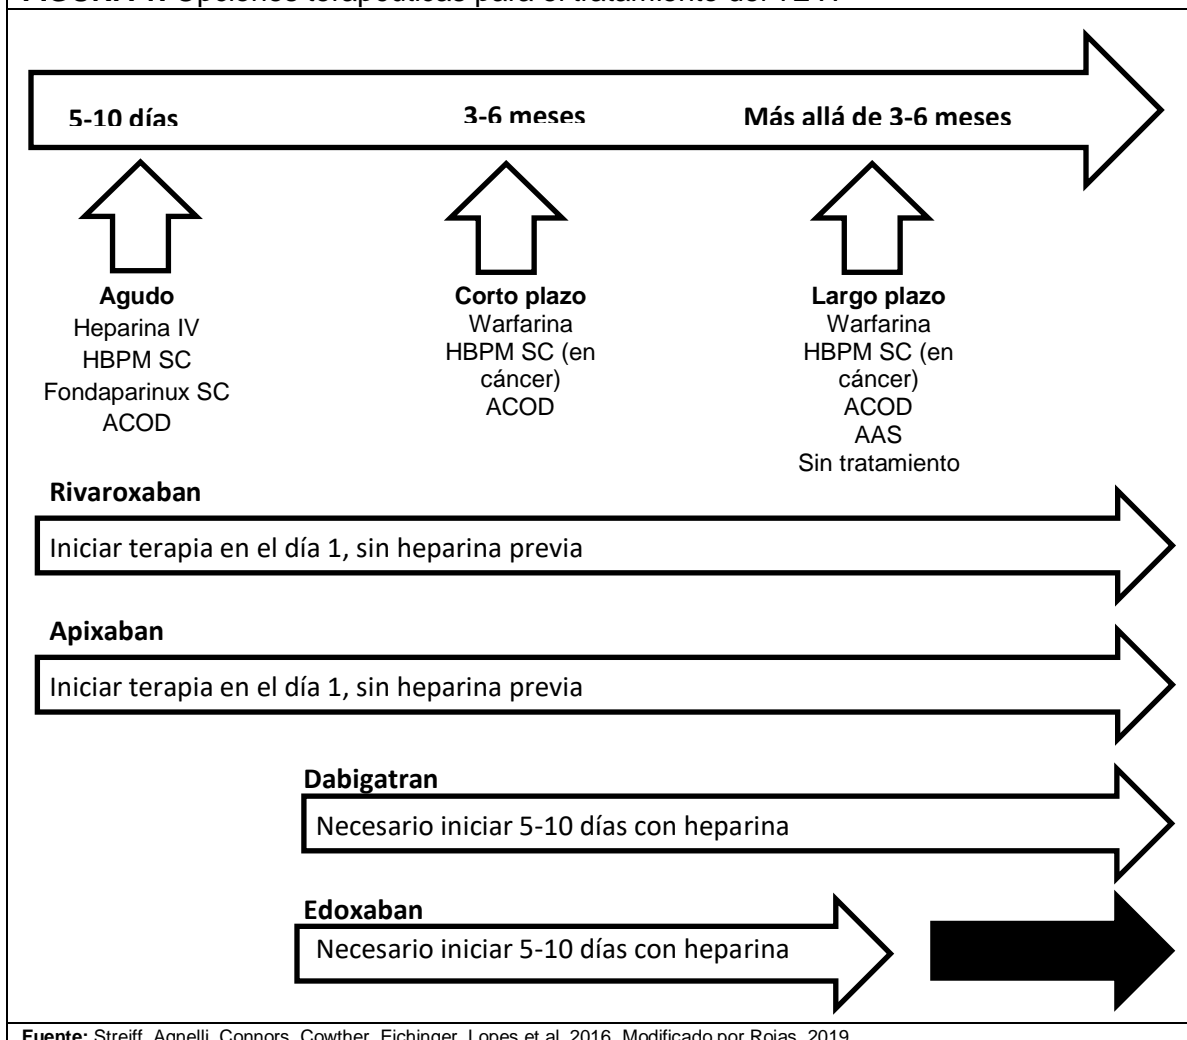 5-10 días 3-6 meses Más allá de 3-6 meses
Agudo
Heparina IV
HBPM SC
Fondaparinux SC
ACOD
Corto plazo
Warfarina
HBPM SC (en
cáncer)
ACOD
Largo plazo
Warfarina
HBPM SC (en
cáncer)
ACOD
AAS
Sin tratamiento
Rivaroxaban
Iniciar terapia en el día 1, sin heparina previa
Apixaban
Iniciar terapia en el día 1, sin heparina previa
Dabigatran
Necesario iniciar 5-10 días con heparina
Edoxaban
Necesario iniciar 5-10 días con heparina
Fuente: Streiff, Agnelli, Connors, Cowther, Eichinger, Lopes et al. 2016. Modificado por Rojas, 2019